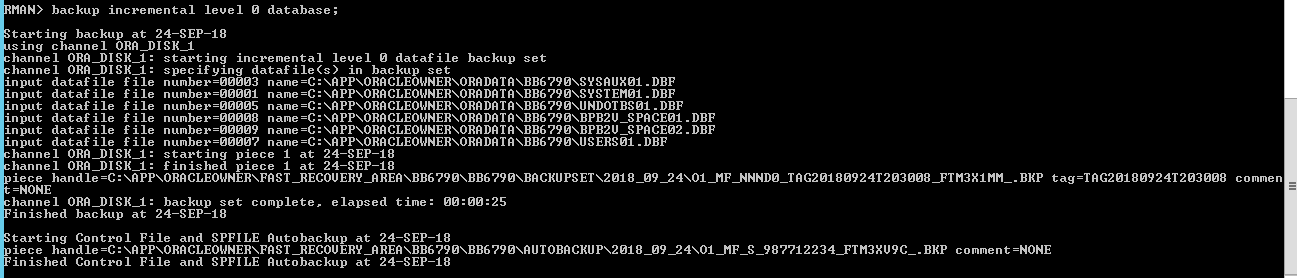 RMAN> backup incremental level 0 database;
Starting backup at 24-SEP-18
using channel ORA_DISK_1
channel ORA_DISK_1: starting incremental level 0 datafile backup set
channel ORA_DISK_1: specifying datafile(s) in backup set
input datafile file number=00003 name=C:\APP\ORACLEOWNER\ORADATA\BB6790\SYSAUX01.DBF
input datafile file number=00001 name=C:\APP\ORACLEOWNER\ORADATA\BB6790\SYSTEM01.DBF
input datafile file number=00005 name=C:\APP\ORACLEOWNER\ORADATA\BB6790\UNDOTBS01.DBF
input datafile file number=00008 name=C:\APP\ORACLEOWNER\ORADATA\BB6790\BPB2V_SPACE01.DBF
input datafile file number=00009 name=C:\APP\ORACLEOWNER\ORADATA\BB6790\BPB2V_SPACE02.DBF
input datafile file number=00007 name=C:\APP\ORACLEOWNER\ORADATA\BB6790\USERS01.DBF
channel ORA_DISK_1: starting piece 1 at 24-SEP-18
channel ORA_DISK_1: finished piece 1 at 24-SEP-18
piece handle=C:\APP\ORACLEOWNER\FAST_RECOVERY_AREA\BB6790\BB6790\BACKUPSET\2018_09_24\O1_MF_NNND0_TAG20180924T203008_FTM3X1MM_.BKP tag=TAG20180924T203008 commen
t=NONE
channel ORA_DISK_1: backup set complete, elapsed time: 00:00:25
Finished backup at 24-SEP-18
Starting Control File and SPFILE Autobackup at 24-SEP-18
piece handle=C:\APP\ORACLEOWNER\FAST_RECOVERY_AREA\BB6790\BB6790\AUTOBACKUP\2018_09_24\O1_MF_S_987712234_FTM3XV9C_.BKP comment=NONE
Finished Control File and SPFILE Autobackup at 24-SEP-18